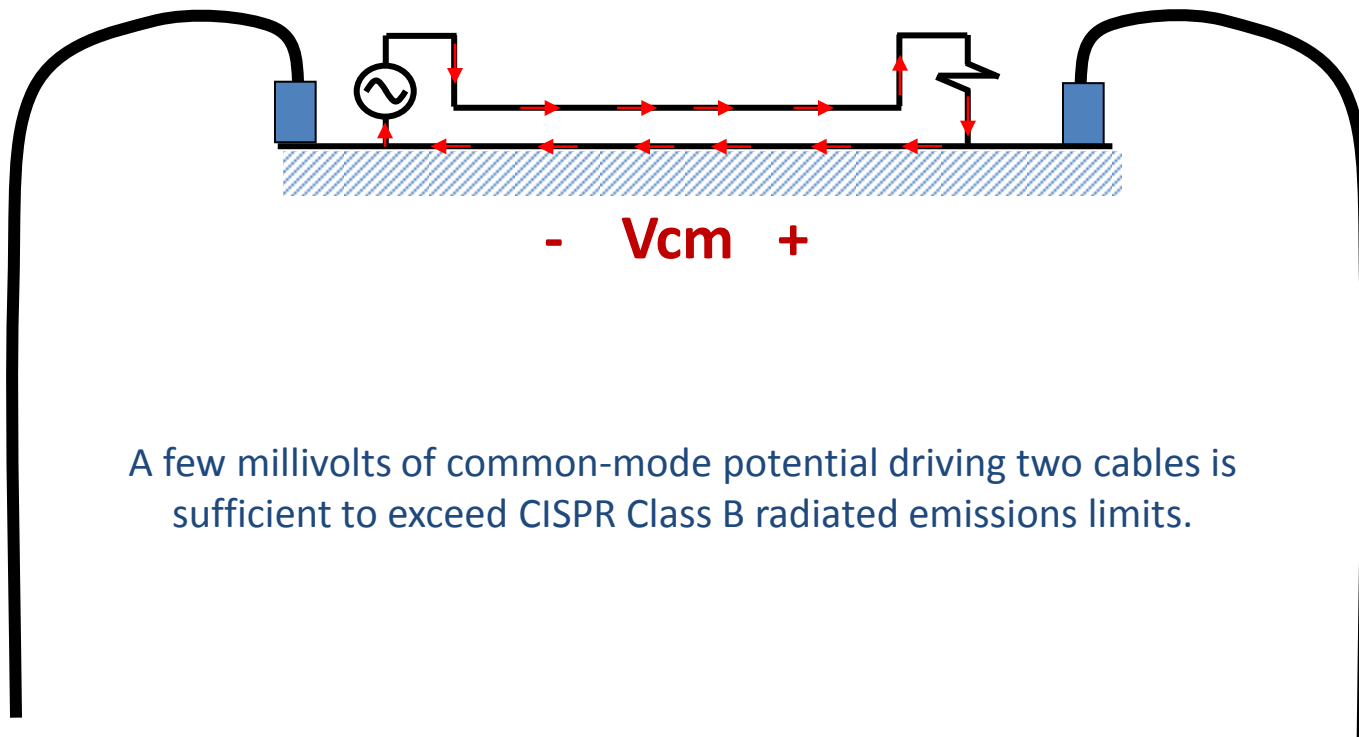 - Vcm +
A few millivolts of common-mode potential driving two cables is
sufficient to exceed CISPR Class B radiated emissions limits.